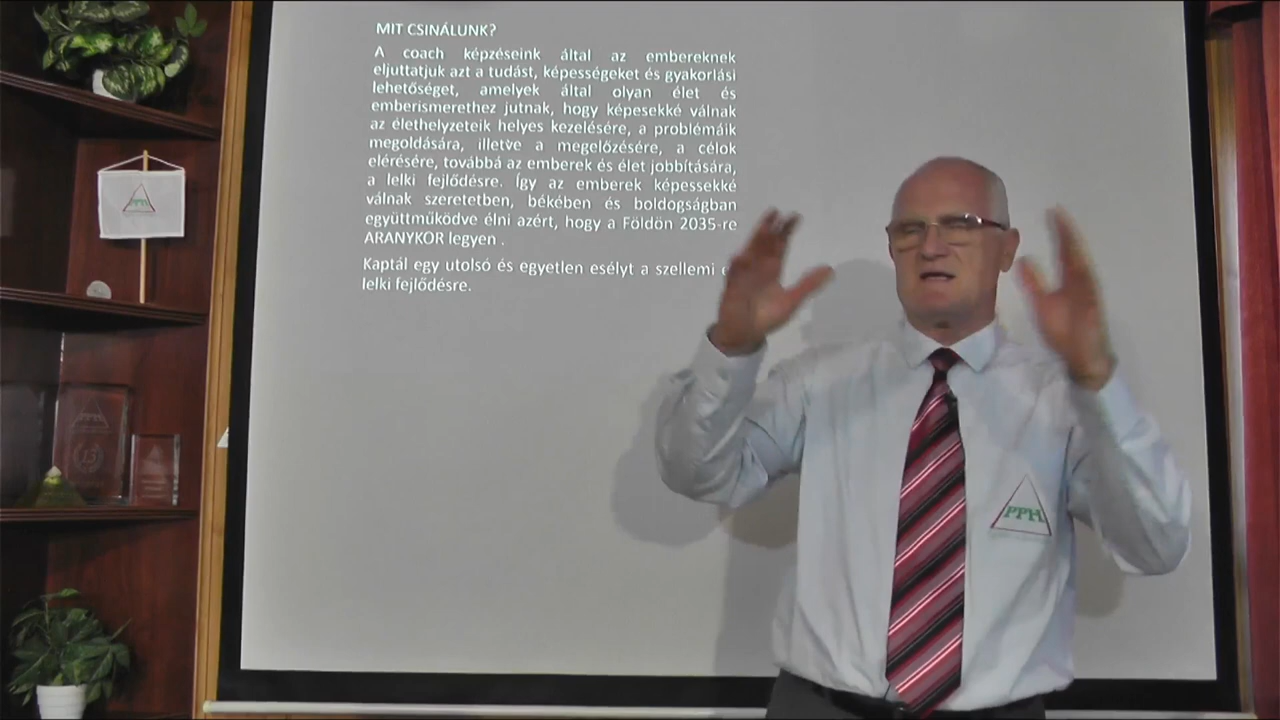 MIT CSINÁLUNK?
A coach képzéseink által az embereknek
eljuttatjuk azt a tudást, képességeket és gyakorlási
lehetőséget, amelyek által olyan élet és
emberismerethez jutnak, hogy képesekké válnak
az élethelyzeteik helyes kezelésére, a problémáik
megoldására, illetve a megelőzésére, a célok
elérésére, továbbá az emberek és élet jobbítására,
a lelki fejlődésre. Így az emberek képessekké
válnak szeretetben, békében és boldogságban
együttműködve élni azért, hogy a Földön 2035-re
ARANYKOR legyen .
Kaptál egy utolsó és egyetlen esélyt a szellemi
lelki fejlődésre.
PPH
PPH
13